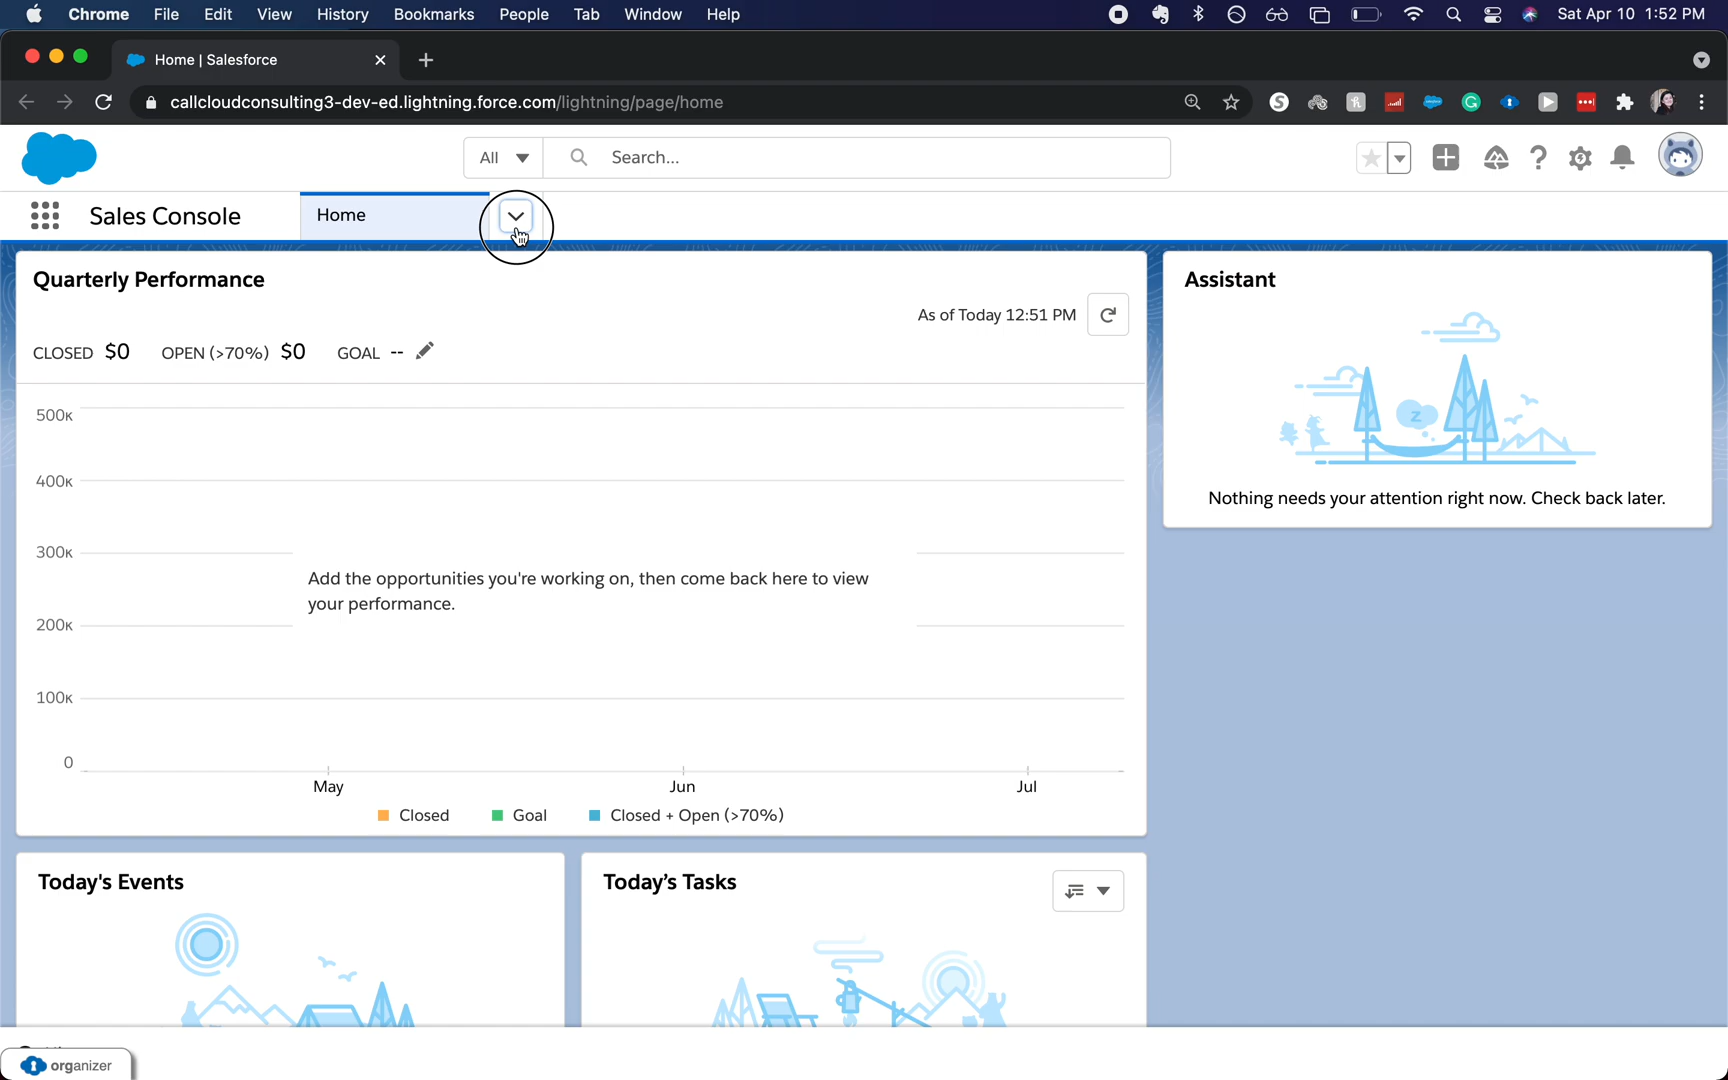 Chrome File Edit View History Bookmarks People Tab Window Help Sat Apr 10 1:52 PM
Home | Salesforce
callcloudconsulting3-dev-ed.lightning.force.com/lightning/page/home
All Search...
Sales Console Home
Quarterly Performance
As of Today 12:51 PM
CLOSED $0 OPEN (>70%) $0 GOAL --
500K
400K
300K
Add the opportunities you're working on, then come back here to view
your performance.
200K
100K
0
May Jun Jul
Closed Goal Closed + Open (>70%)
Assistant
z
Nothing needs your attention right now. Check back later.
Today's Events
Today’s Tasks
organizer